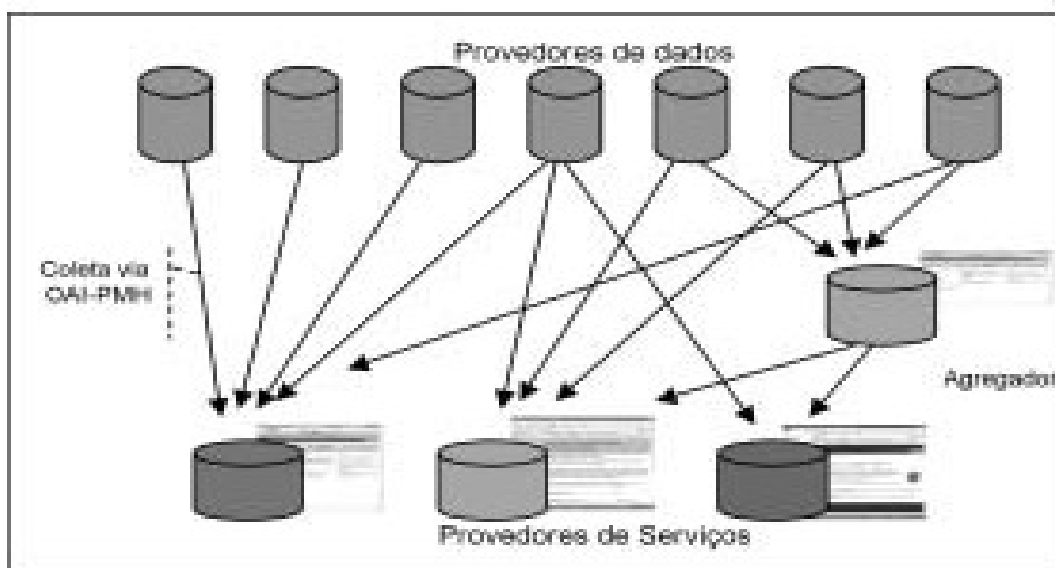 Provedores de dados
Coleta via
OAI-PMH
Agregador
Provedores de Serviços